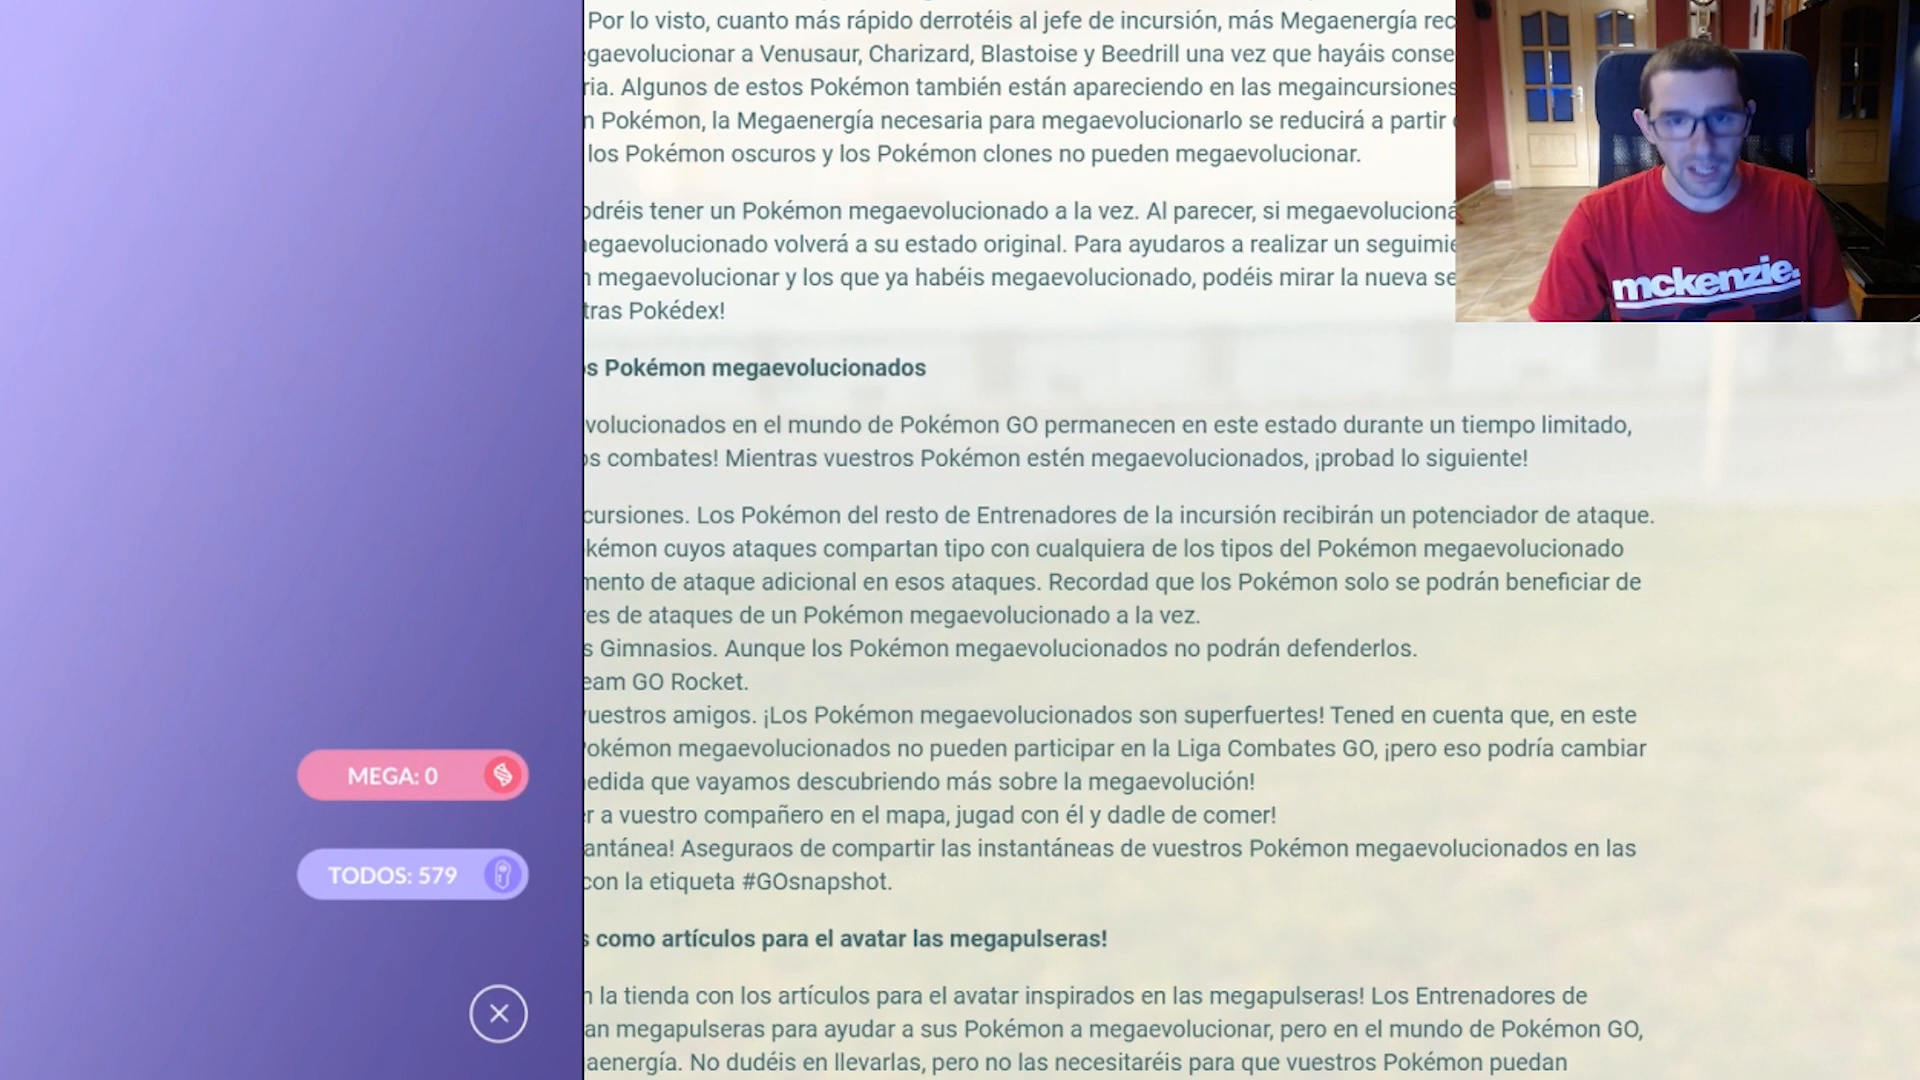 Por lo visto, cuanto más rápido derrotéis al jefe de incursión, más Megaenergía rec
gaevolucionar a Venusaur, Charizard, Blastoise y Beedrill una vez que hayáis conse
ria. Algunos de estos Pokémon también están apareciendo en las megaincursiones
n Pokémon, la Megaenergía necesaria para megaevolucionarlo se reducirá a partir
los Pokémon oscuros y los Pokémon clones no pueden megaevolucionar.
odréis tener un Pokémon megaevolucionado a la vez. Al parecer, si megaevolucioná
negaevolucionado volverá a su estado original. Para ayudaros a realizar un seguimie
n megaevolucionar y los que ya habéis megaevolucionado, podéis mirar la nueva se
tras Pokédex!
os Pokémon megaevolucionados
volucionados en el mundo de Pokémon GO permanecen en este estado durante un tiempo limitado,
os combates! Mientras vuestros Pokémon estén megaevolucionados, ¡probad lo siguiente!
cursiones. Los Pokémon del resto de Entrenadores de la incursión recibirán un potenciador de ataque.
okémon cuyos ataques compartan tipo con cualquiera de los tipos del Pokémon megaevolucionado
mento de ataque adicional en esos ataques. Recordad que los Pokémon solo se podrán beneficiar de
res de ataques de un Pokémon megaevolucionado a la vez.
s Gimnasios. Aunque los Pokémon megaevolucionados no podrán defenderlos.
eam GO Rocket.
vuestros amigos. ¡Los Pokémon megaevolucionados son superfuertes! Tened en cuenta que, en este
Pokémon megaevolucionados no pueden participar en la Liga Combates GO, ¡pero eso podría cambiar
medida que vayamos descubriendo más sobre la megaevolución!
er a vuestro compañero en el mapa, jugad con él y dadle de comer!
antánea! Aseguraos de compartir las instantáneas de vuestros Pokémon megaevolucionados en las
con la etiqueta #GOsnapshot.
s como artículos para el avatar las megapulseras!
n la tienda con los artículos para el avatar inspirados en las megapulseras! Los Entrenadores de
an megapulseras para ayudar a sus Pokémon a megaevolucionar, pero en el mundo de Pokémon GO,
aenergía. No dudéis en llevarlas, pero no las necesitaréis para que vuestros Pokémon puedan
MEGA: 0
TODOS: 579
mckenzie.